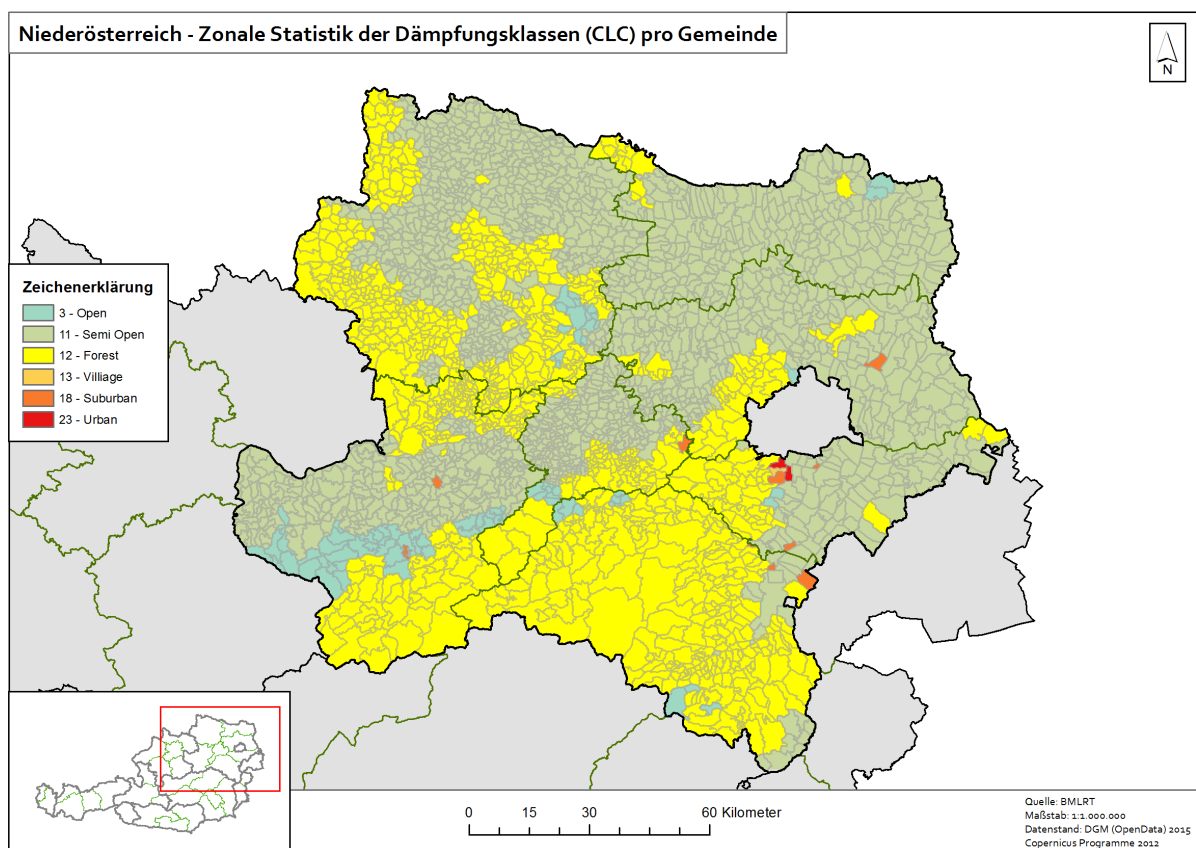 Niederösterreich - Zonale Statistik der Dämpfungsklassen (CLC) pro Gemeinde
N
Zeichenerklärung
3 - Open
11 - Semi Open
12 - Forest
13 - Villiage
18 - Suburban
23 - Urban
0 15 30 60 Kilometer
Quelle: BMLRT
Maßstab: 1:1.000.000
Datenstand: DGM (OpenData) 2015
Copernicus Programme 2012